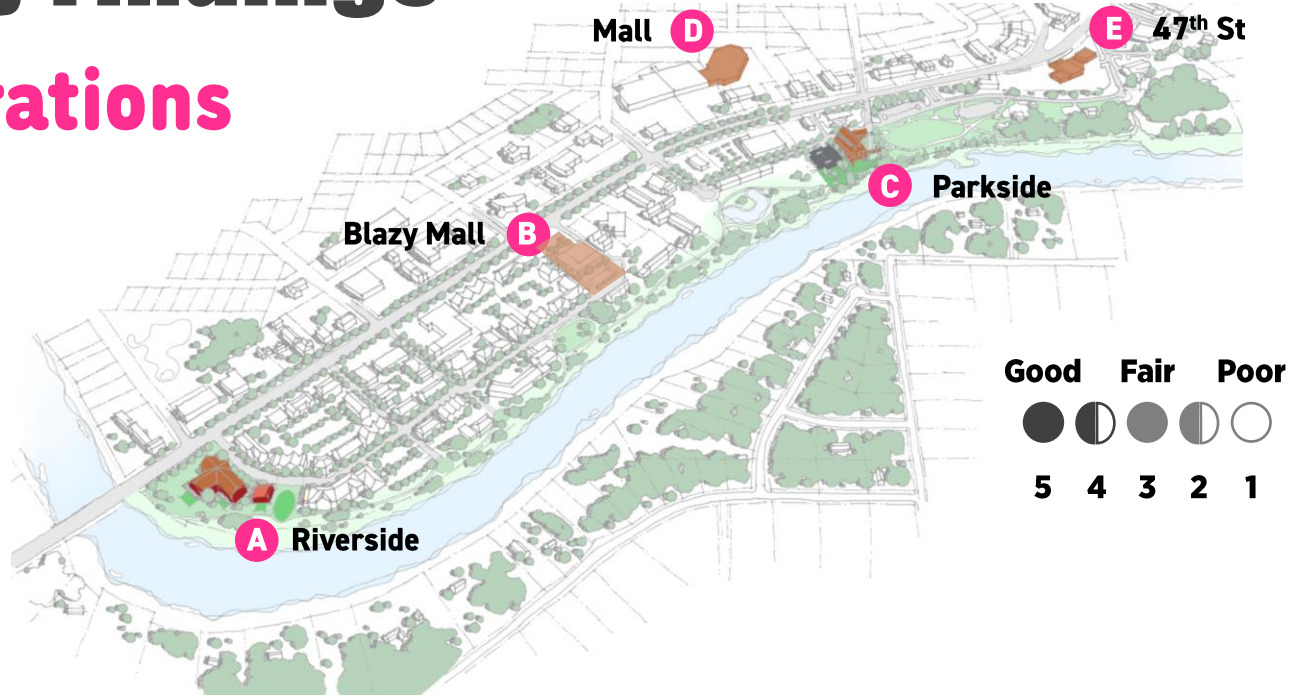 rations
Mall D
E 47th St
C Parkside
Blazy Mall B
A Riverside
Good Fair Poor
5 4 3 2 1